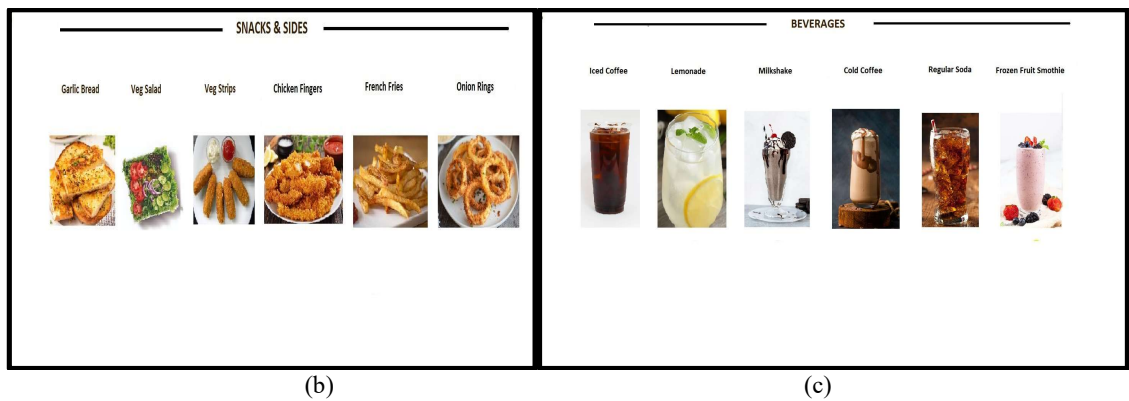 SNACKS & SIDES
Garlic Bread Veg Salad Veg Strips Chicken Fingers French Fries Onion Rings
(b)
BEVERAGES
Iced Coffee Lemonade Milkshake Cold Coffee Regular Soda Frozen Fruit Smothie
(c)